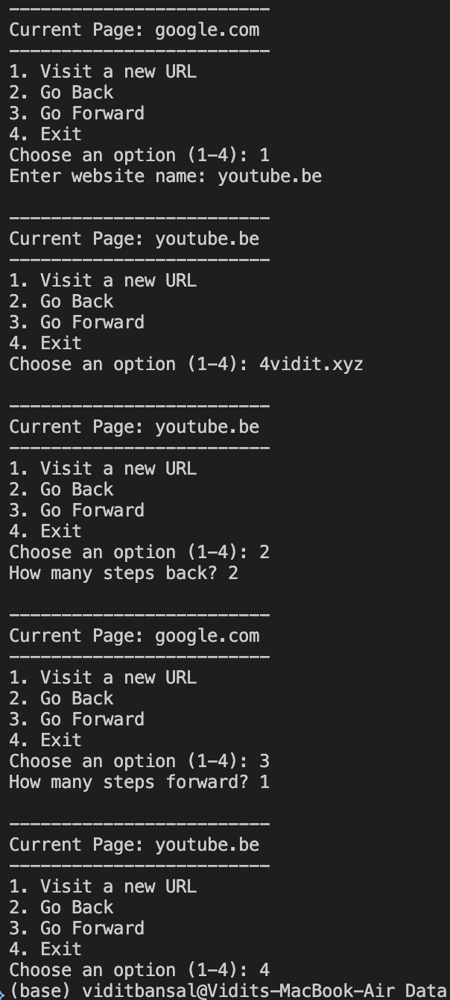 -------------------------
Current Page: google.com
-------------------------
1. Visit a new URL
2. Go Back
3. Go Forward
4. Exit
Choose an option (1-4): 1
Enter website name: youtube.be
-------------------------
Current Page: youtube.be
-------------------------
1. Visit a new URL
2. Go Back
3. Go Forward
4. Exit
Choose an option (1-4): 4vidit.xyz
-------------------------
Current Page: youtube.be
-------------------------
1. Visit a new URL
2. Go Back
3. Go Forward
4. Exit
Choose an option (1-4): 2
How many steps back? 2
-------------------------
Current Page: google.com
-------------------------
1. Visit a new URL
2. Go Back
3. Go Forward
4. Exit
Choose an option (1-4): 3
How many steps forward? 1
-------------------------
Current Page: youtube.be
-------------------------
1. Visit a new URL
2. Go Back
3. Go Forward
4. Exit
Choose an option (1-4): 4
(base) viditbansal@Vidits-MacBook-Air Data